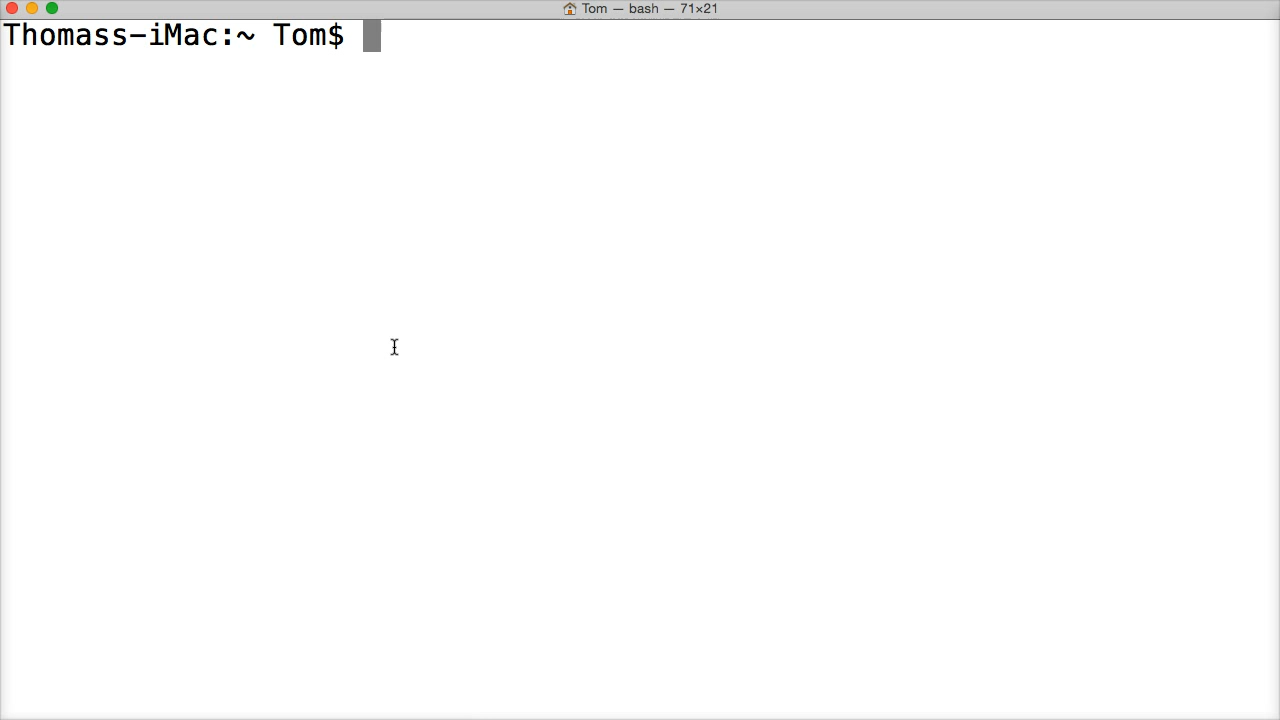 Tom — bash — 71×21
Thomass-iMac:~ Tom$